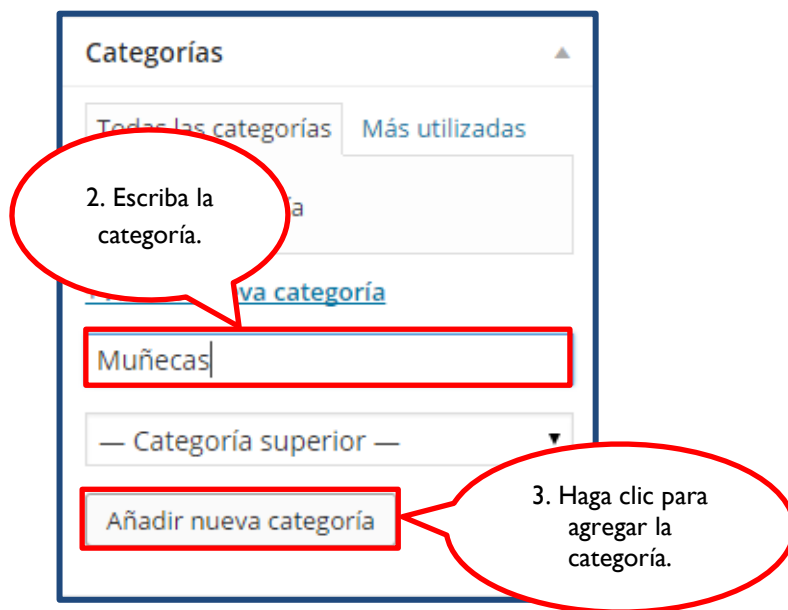 Categorías
Todas las categorías Más utilizadas
2. Escriba la
categoría.
categoría
Muñecas
— Categoría superior —
Añadir nueva categoría
3. Haga clic para
agregar la
categoría.